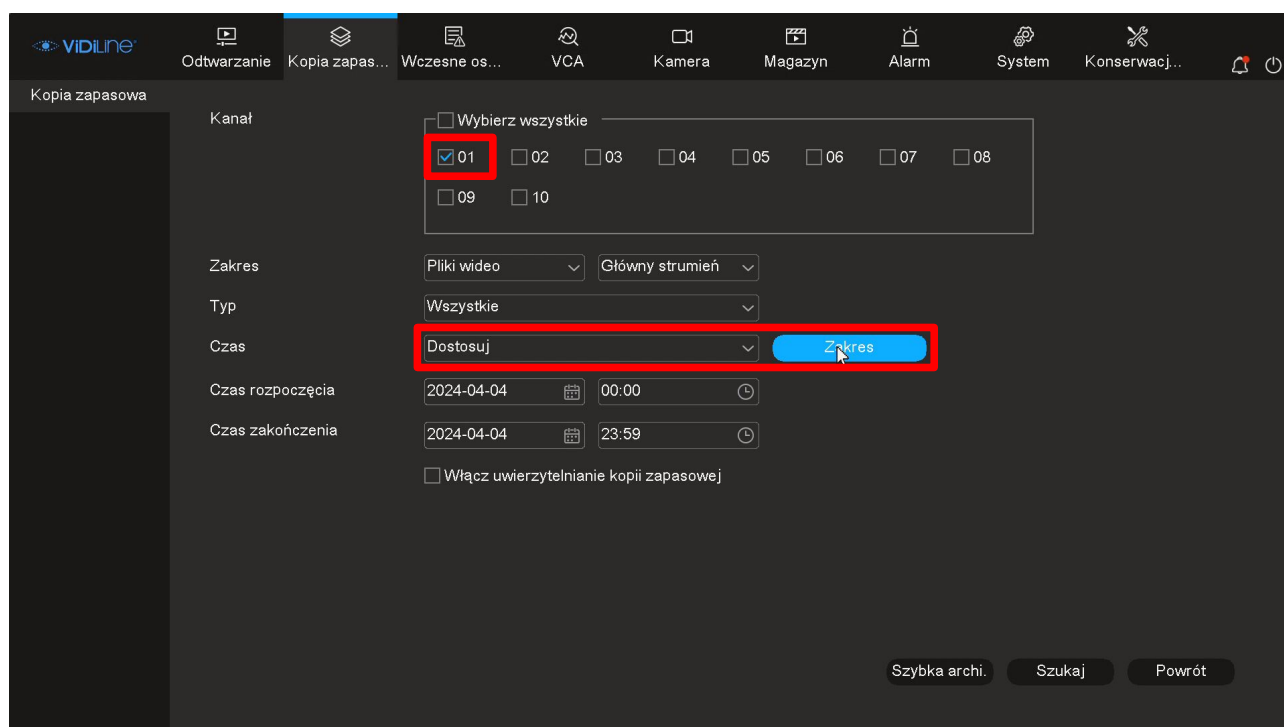 ViDiLINE
Odtwarzanie
Kopia zapas...
Wczesne os...
VCA
Kamera
Magazyn
Alarm
System
Konserwacj...
Kopia zapasowa
Kanał
Wybierz wszystkie
01 02 03 04 05 06 07 08
09 10
Zakres Pliki wideo Główny strumień
Typ Wszystkie
Czas Dostosuj Zakres
Czas rozpoczęcia 2024-04-04 00:00
Czas zakończenia 2024-04-04 23:59
Włącz uwierzytelnianie kopii zapasowej
Szybka archi. Szukaj Powrót